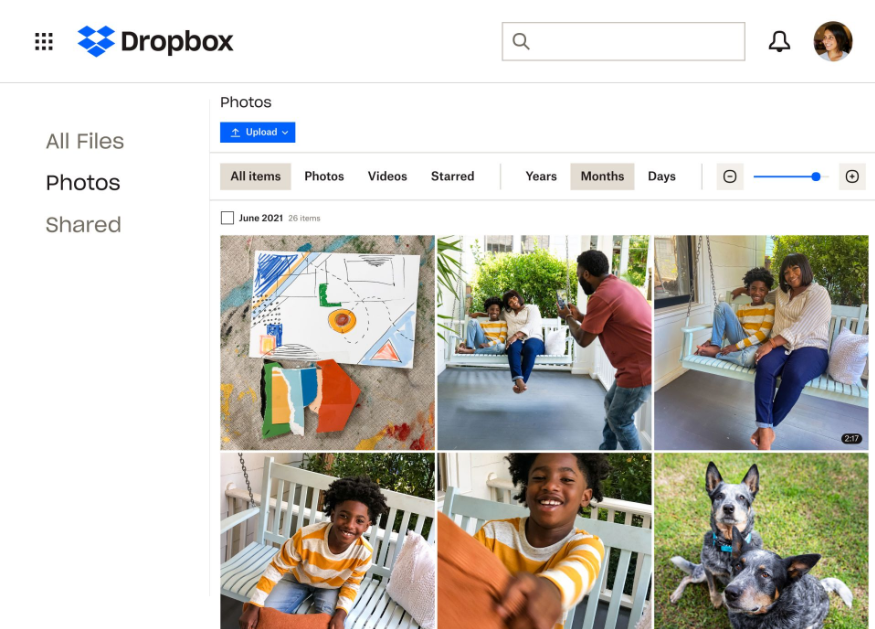 Dropbox
All Files
Photos
Shared
Photos
Upload
All items Photos Videos Starred Years Months Days
June 2021 26 items
2:17